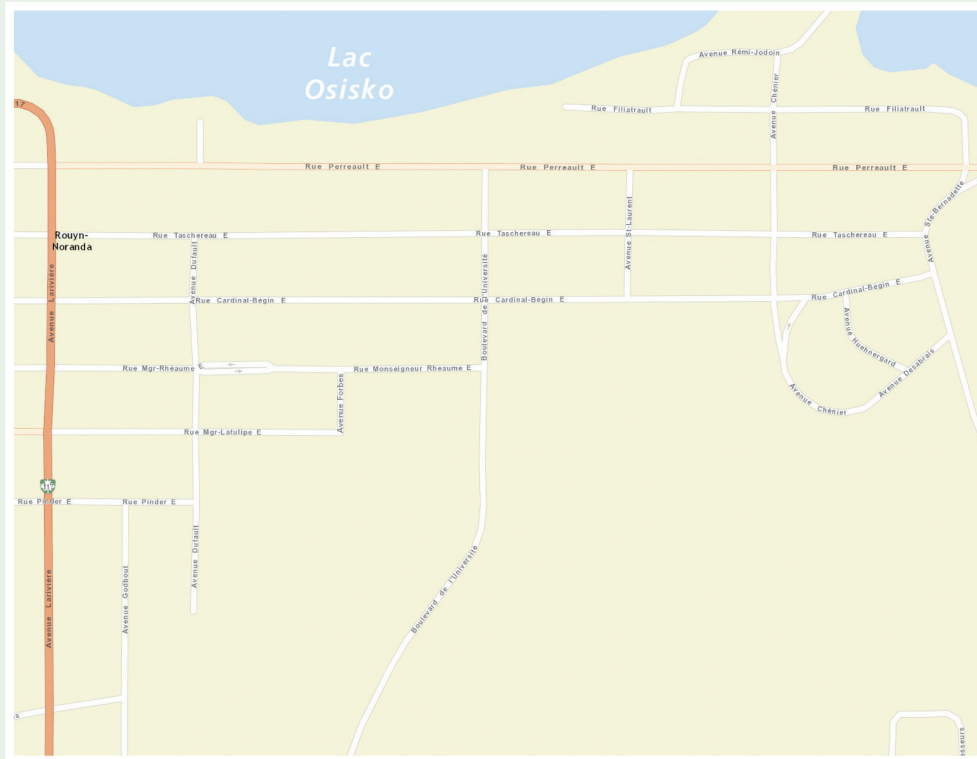 Lac
Osisko
Avenue Rémi-Jodoin
Rue Filiatrault
Rue Filiatrault
Avenue Chénier
Rue Perreault E
Rue Perreault E
Rue Perreault E
Avenue Ste-Bernadette
Rouyn-
Noranda
Rue Taschereau E
Rue Taschereau E
Rue Taschereau E
Avenue St-Laurent
Avenue Dufault
Boulevard de l'Université
Avenue Larivière
Rue Cardinal-Bégin E
Rue Cardinal-Bégin E
Rue Cardinal-Begin E
Avenue Huehnergard
Rue Mgr-Rhéaume E
Rue Monseigneur Rheaume E
Avenue Forbes
Avenue Desabrais
Avenue Chénier
Rue Mgr-Latulipe E
Rue Pinder E
Rue Pinder E
Avenue Dufault
Avenue Godbout
Avenue Larivière
Boulevard de l'Université